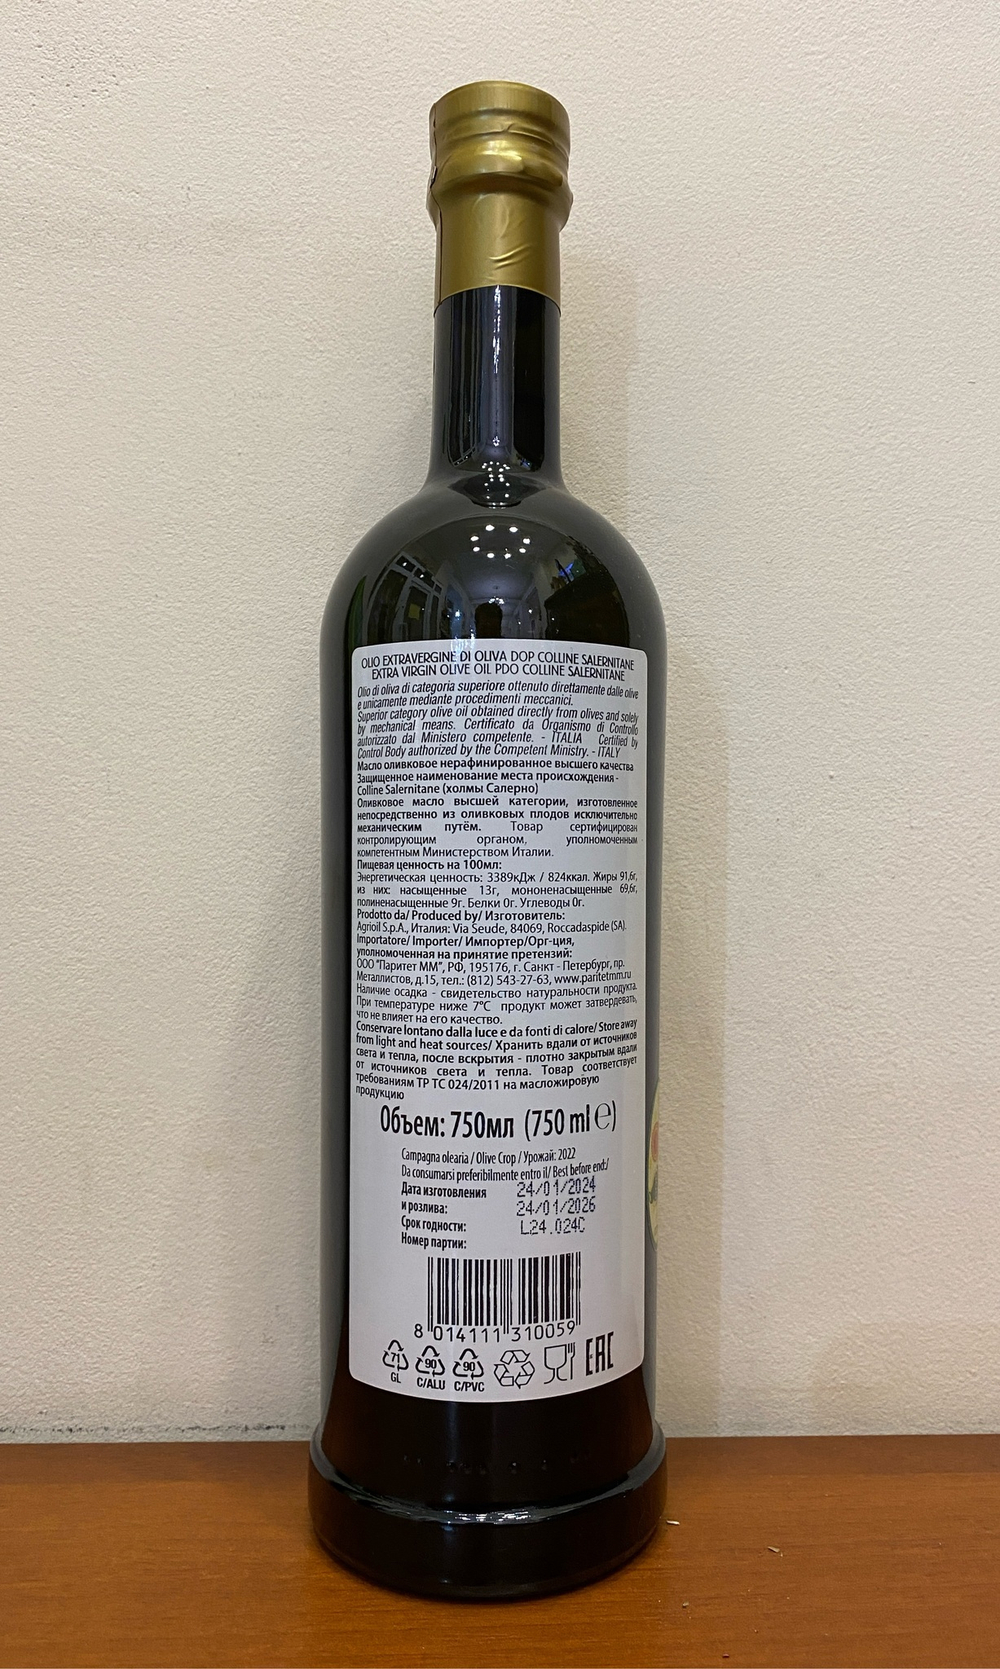 OLIO EXTRAVERGINE DI OLIVA DOP COLLINE SALERNITANE
EXTRA VIRGIN OLIVE OIL PDO COLLINE SALERNITANE
Olio di oliva di categoria superiore ottenuto direttamente dalle olive
e unicamente mediante procedimenti meccanici.
Superior category olive oil obtained directly from olives and solely
by mechanical means. Certificato da Organismo di Controllo
autorizzato dal Ministero competente. - ITALIA Certified by
Control Body authorized by the Competent Ministry. - ITALY
Масло оливковое нерафинированное высшего качества
Защищенное наименование места происхождения -
Colline Salernitane (холмы Салерно)
Оливковое масло высшей категории, изготовленное
непосредственно из оливковых плодов исключительно
механическим путём. Товар сертифицирован
контролирующим органом, уполномоченным
компетентным Министерством Италии.
Пищевая ценность на 100мл:
Энергетическая ценность: 3389кДж / 824ккал. Жиры 91,6г,
из них: насыщенные 13г, мононенасыщенные 69,6г,
полиненасыщенные 9г. Белки 0г. Углеводы 0г.
Prodotto da/ Produced by/ Изготовитель:
Agrioil S.p.A., Италия: Via Seude, 84069, Roccadaspide (SA).
Importatore/ Importer/ Импортер/Орг-ция,
уполномоченная на принятие претензий:
ООО "Паритет ММ", РФ, 195176, г. Санкт - Петербург, пр.
Металлистов, д.15, тел.: (812) 543-27-63, www.paritetmm.ru
Наличие осадка - свидетельство натуральности продукта.
При температуре ниже 7°C продукт может затвердевать,
что не влияет на его качество.
Conservare lontano dalla luce e da fonti di calore/ Store away
from light and heat sources/ Хранить вдали от источников
света и тепла, после вскрытия - плотно закрытым вдали
от источников света и тепла. Товар соответствует
требованиям ТР ТС 024/2011 на масложировую
продукцию
Объем: 750мл (750 ml ℮)
Campagna olearia / Olive Crop / Урожай: 2022
Da consumarsi preferibilmente entro il/ Best before end:/
Дата изготовления 24/01/2024
и розлива: 24/01/2026
Срок годности: L24.024C
Номер партии:
8 014111 310059
71 90 90
GL C/ALU C/PVC EAC